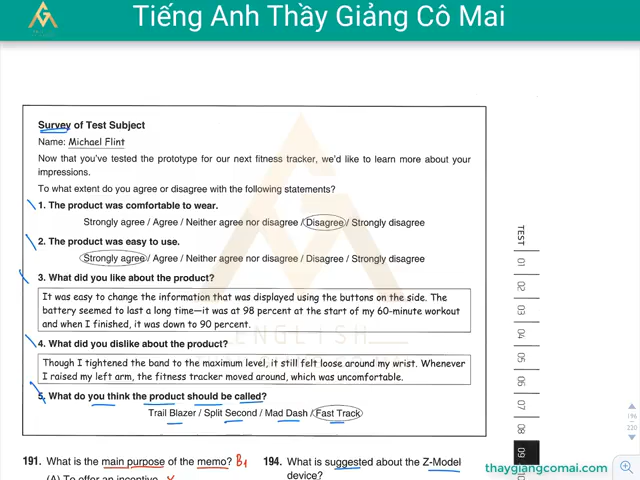 Tiếng Anh Thầy Giảng Cô Mai
Survey of Test Subject
Name: Michael Flint
Now that you've tested the prototype for our next fitness tracker, we'd like to learn more about your
impressions.
To what extent do you agree or disagree with the following statements?
1. The product was comfortable to wear.
Strongly agree / Agree / Neither agree nor disagree / Disagree / Strongly disagree
2. The product was easy to use.
Strongly agree / Agree / Neither agree nor disagree / Disagree / Strongly disagree
3. What did you like about the product?
It was easy to change the information that was displayed using the buttons on the side. The
battery seemed to last a long time—it was at 98 percent at the start of my 60-minute workout
and when I finished, it was down to 90 percent.
ENGLISH
4. What did you dislike about the product?
Though I tightened the band to the maximum level, it still felt loose around my wrist. Whenever
I raised my left arm, the fitness tracker moved around, which was uncomfortable.
5. What do you think the product should be called?
Trail Blazer / Split Second / Mad Dash / Fast Track
191. What is the main purpose of the memo? B1
(A) To offer an incentive
194. What is suggested about the Z-Model
device?
TEST
01
02
03
04
05
06
07
08
09
10
196
220
thaygiangcomai.com